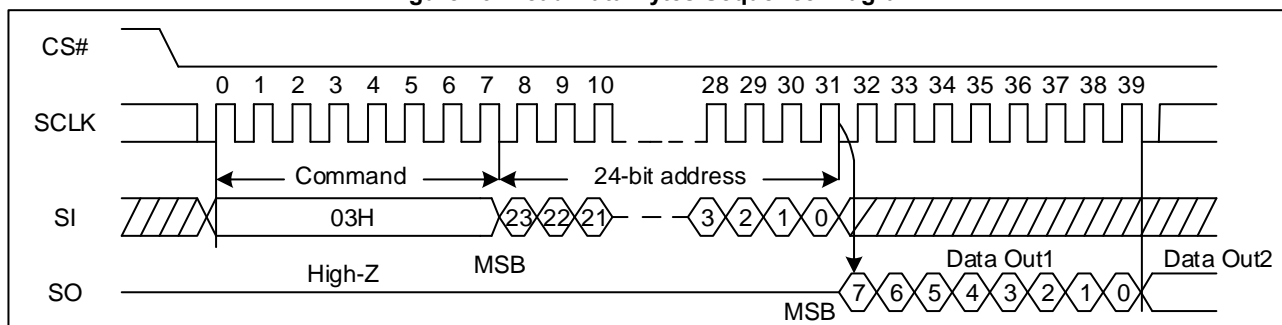 CS#
0 1 2 3 4 5 6 7 8 9 10 28 29 30 31 32 33 34 35 36 37 38 39
SCLK
Command 24-bit address
SI 03H 23 22 21 3 2 1 0
High-Z MSB Data Out1 Data Out2
SO MSB 7 6 5 4 3 2 1 0